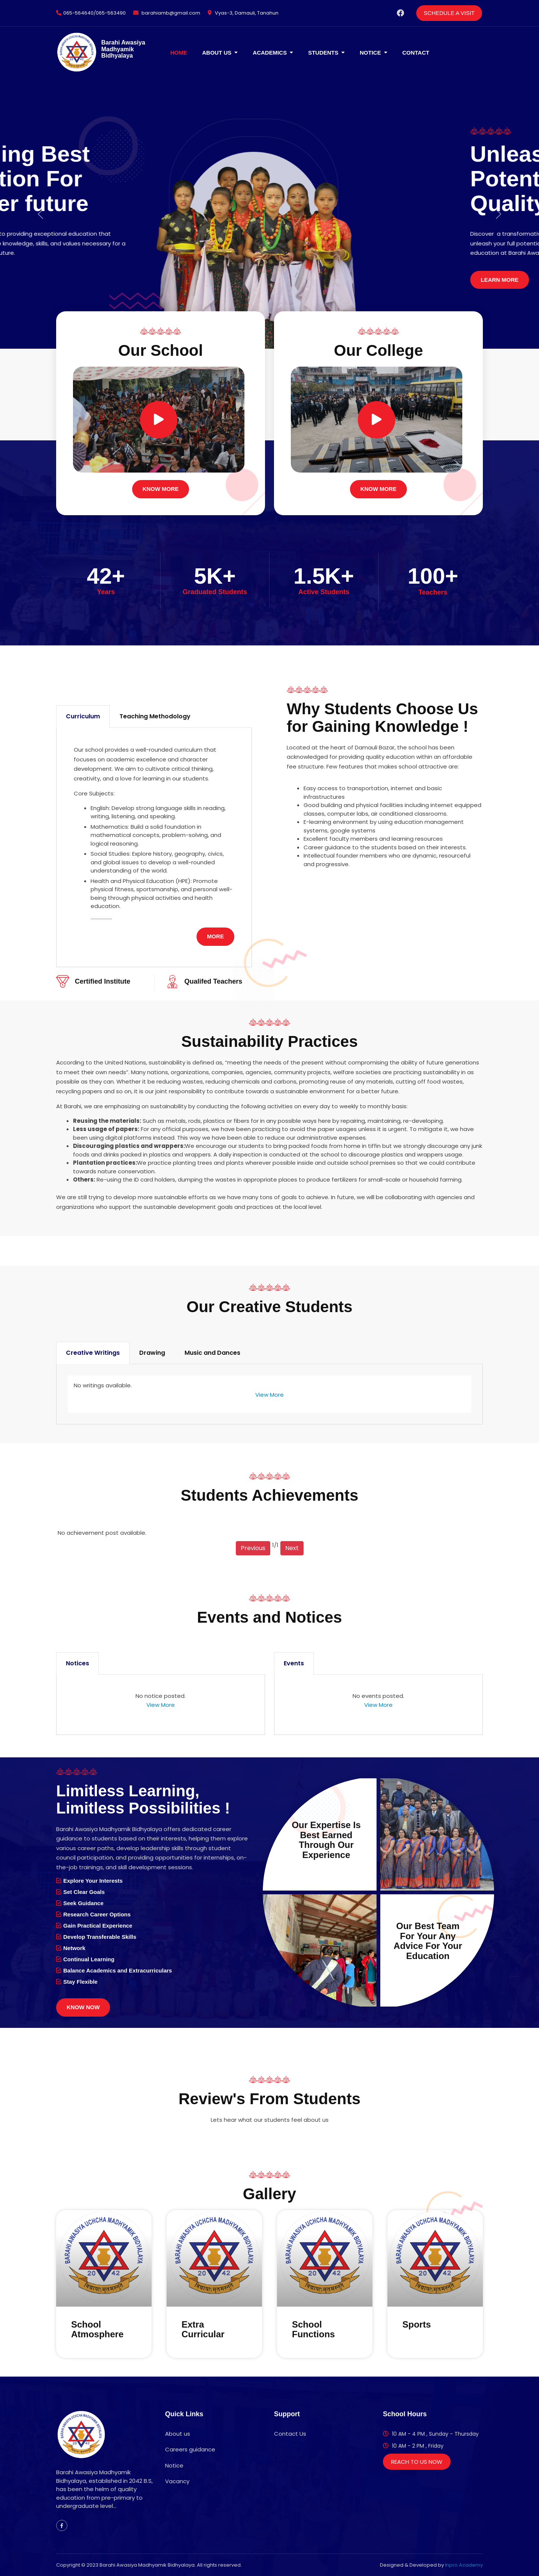 065-564640/065-563490
barahiamb@gmail.com
Vyas-3, Damauli, Tanahun
SCHEDULE A VISIT
Barahi Awasiya
Madhyamik
Bidhyalaya
HOME
ABOUT US
ACADEMICS
STUDENTS
NOTICE
CONTACT
ing Best
tion For
er future
to providing exceptional education that
knowledge, skills, and values necessary for a
uture.
Unleas
Potent
Quality
Discover a transformatio
unleash your full potentia
education at Barahi Awa
LEARN MORE
Our School
KNOW MORE
Our College
KNOW MORE
42+
Years
5K+
Graduated Students
1.5K+
Active Students
100+
Teachers
Curriculum
Teaching Methodology
Our school provides a well-rounded curriculum that
focuses on academic excellence and character
development. We aim to cultivate critical thinking,
creativity, and a love for learning in our students.
Core Subjects:
English: Develop strong language skills in reading,
writing, listening, and speaking.
Mathematics: Build a solid foundation in
mathematical concepts, problem-solving, and
logical reasoning.
Social Studies: Explore history, geography, civics,
and global issues to develop a well-rounded
understanding of the world.
Health and Physical Education (HPE): Promote
physical fitness, sportsmanship, and personal well-
being through physical activities and health
education.
MORE
Certified Institute
Qualifed Teachers
Why Students Choose Us
for Gaining Knowledge !
Located at the heart of Damauli Bazar, the school has been
acknowledged for providing quality education within an affordable
fee structure. Few features that makes school attractive are:
Easy access to transportation, internet and basic
infrastructures
Good building and physical facilities including internet equipped
classes, computer labs, air conditioned classrooms.
E-learning environment by using education management
systems, google systems
Excellent faculty members and learning resources
Career guidance to the students based on their interests.
Intellectual founder members who are dynamic, resourceful
and progressive.
Sustainability Practices
According to the United Nations, sustainability is defined as, "meeting the needs of the present without compromising the ability of future generations
to meet their own needs". Many nations, organizations, companies, agencies, community projects, welfare societies are practicing sustainability in as
possible as they can. Whether it be reducing wastes, reducing chemicals carbons, promoting reuse of any materials, cutting off food wastes,
recycling papers and so on, it is our joint responsibility to contribute towards sustainable environment for a better future.
At Barahi, we are emphasizing on sustainability by conducting the following activities on every day to weekly to monthly basis:
Reusing the materials: Such as metals, rods, plastics or fibers for in any possible ways here by repairing, maintaining, re-designing.
Less usage of papers: For any official purposes, we have been practicing to avoid latest paper usages unless it is at urgent. To mitigate it, we have
been using digital platforms instead. This way we have been able to reduce our administrative expenses.
Discouraging plastics and wrappers:We encourage our students to bring packed foods from home in tiffin but we strongly discourage any junk
foods and drinks packed in plastics and wrappers. A daily inspection is conducted at the school to discourage plastics and wrappers usage.
Plantation practices:We practice planting trees and plants wherever possible inside and outside school premises so that we could contribute
towards nature conservation.
Others: Re-using the ID card holders, dumping the wastes in appropriate places to produce fertilizers for small-scale or household farming.
We are still trying to develop more sustainable efforts as we have many tons of goals to achieve. In future, we will be collaborating with agencies and
organizations who support the sustainable development goals and practices at the local level.
Our Creative Students
Creative Writings
Drawing
Music and Dances
No writings available.
View More
Students Achievements
No achievement post available.
Previous
1/1
Next
Events and Notices
Notices
No notice posted.
View More
Events
No events posted.
View More
Limitless Learning,
Limitless Possibilities !
Barahi Awasiya Madhyamik Bidhyalaya offers dedicated career
guidance to students based on their interests, helping them explore
various career paths, develop leadership skills through student
council participation, and providing opportunities for internships, on-
the-job trainings, and skill development sessions.
Explore Your Interests
Set Clear Goals
Seek Guidance
Research Career Options
Gain Practical Experience
Develop Transferable Skills
Network
Continual Learning
Balance Academics and Extracurriculars
Stay Flexible
KNOW NOW
Our Expertise Is
Best Earned
Through Our
Experience
Our Best Team
For Your Any
Advice For Your
Education
Review's From Students
Lets hear what our students feel about us
Gallery
School
Atmosphere
Extra
Curricular
School
Functions
Sports
Barahi Awasiya Madhyamik
Bidhyalaya, established in 2042 B.S,
has been the helm of quality
education from pre-primary to
undergraduate level...
Quick Links
About us
Careers guidance
Notice
Vacancy
Support
Contact Us
School Hours
10 AM - 4 PM , Sunday - Thursday
10 AM - 2 PM , Friday
REACH TO US NOW
Copyright © 2023 Barahi Awasiya Madhyamik Bidhyalaya. All rights reserved
Designed & Developed by Inpro Academy